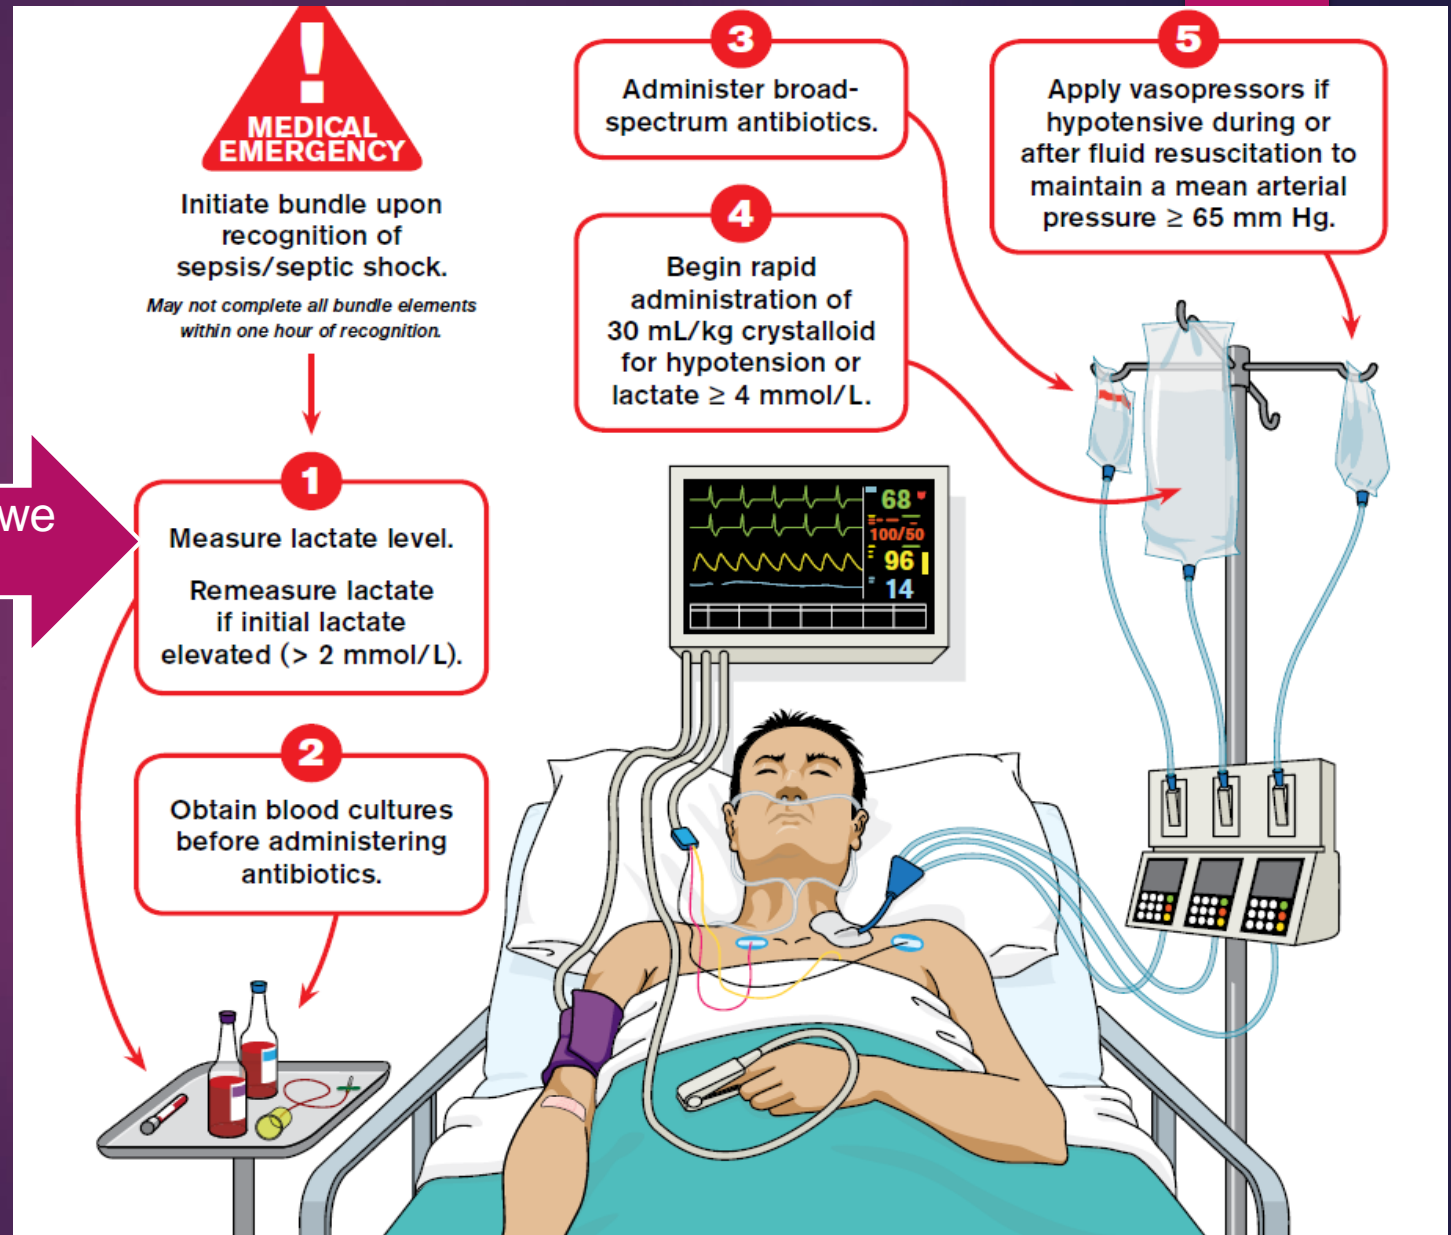 !
MEDICAL
EMERGENCY
Initiate bundle upon
recognition of
sepsis/septic shock.
May not complete all bundle elements
within one hour of recognition.
we
1
Measure lactate level.
Remeasure lactate
if initial lactate
elevated (> 2 mmol/L).
2
Obtain blood cultures
before administering
antibiotics.
3
Administer broad-
spectrum antibiotics.
4
Begin rapid
administration of
30 mL/kg crystalloid
for hypotension or
lactate ≥ 4 mmol/L.
5
Apply vasopressors if
hypotensive during or
after fluid resuscitation to
maintain a mean arterial
pressure ≥ 65 mm Hg.
68
100/50
96
14